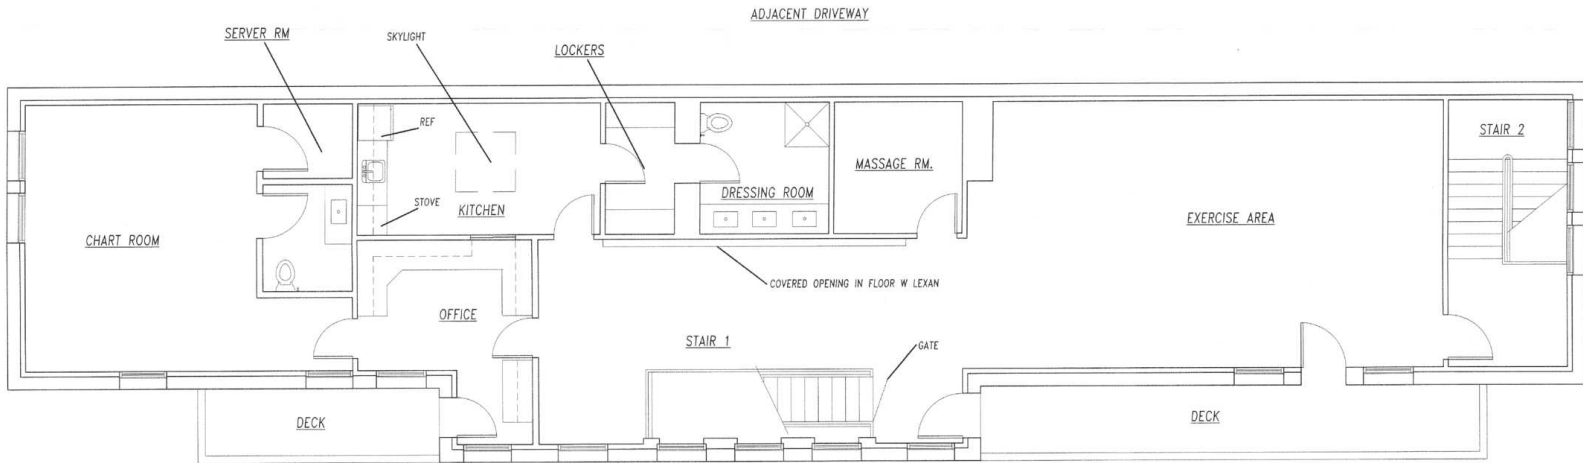 ADJACENT DRIVEWAY
SERVER RM
SKYLIGHT
LOCKERS
REF
STAIR 2
MASSAGE RM.
DRESSING ROOM
STOVE
KITCHEN
EXERCISE AREA
CHART ROOM
COVERED OPENING IN FLOOR W LEXAN
OFFICE
STAIR 1
GATE
DECK
DECK